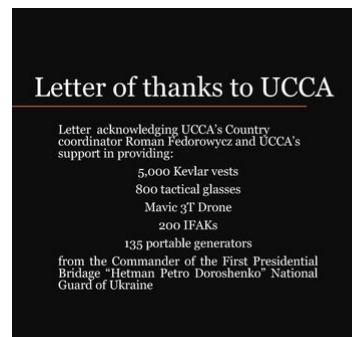 Letter of thanks to UCCA
Letter acknowledging UCCA's Country
coordinator Roman Fedorowycz and UCCA's
support in providing:
5,000 Kevlar vests
800 tactical glasses
Mavic 3T Drone
200 IFAKs
135 portable generators
from the Commander of the First Presidential
Bridage "Hetman Petro Doroshenko" National
Guard of Ukraine